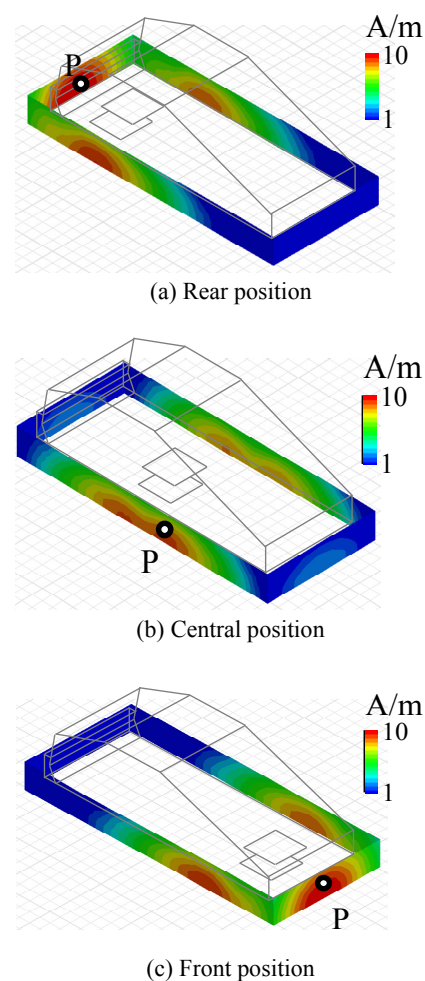 A/m
10
1
P
(a) Rear position
A/m
10
1
P
(b) Central position
A/m
10
1
P
(c) Front position